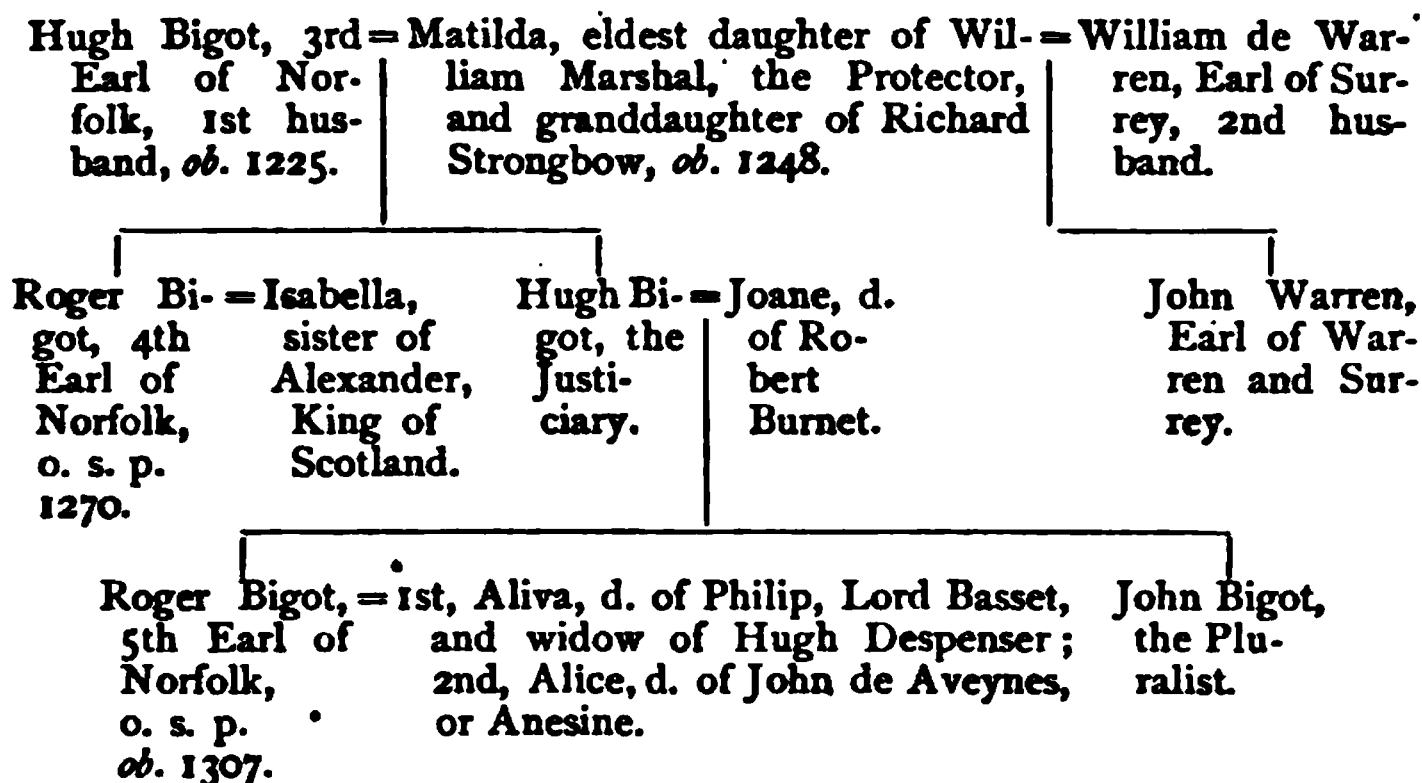 Hugh Bigot, 3rd = Matilda, eldest daughter of Wil- = William de War-
Earl of Nor- liam Marshal, the Protector, ren, Earl of Sur-
folk, 1st hus- and granddaughter of Richard rey, 2nd hus-
band, ob. 1225. Strongbow, ob. 1248. band.
Roger Bi- = Isabella, Hugh Bi- = Joane, d. John Warren,
got, 4th sister of got, the of Ro- Earl of War-
Earl of Alexander, Justi- bert ren and Sur-
Norfolk, King of ciary. Burnet. rey.
o. s. p. Scotland.
1270.
Roger Bigot, = 1st, Aliva, d. of Philip, Lord Basset, John Bigot,
5th Earl of and widow of Hugh Despenser; the Plu-
Norfolk, 2nd, Alice, d. of John de Aveynes, ralist.
o. s. p. or Anesine.
ob. 1307.